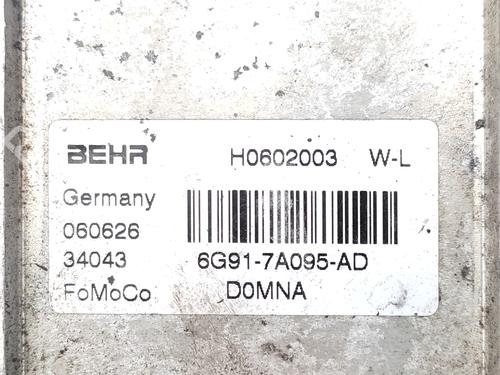 BEHR H0602003 W-L
Germany
060626
34043 6G91-7A095-AD
FoMoCo D0MNA